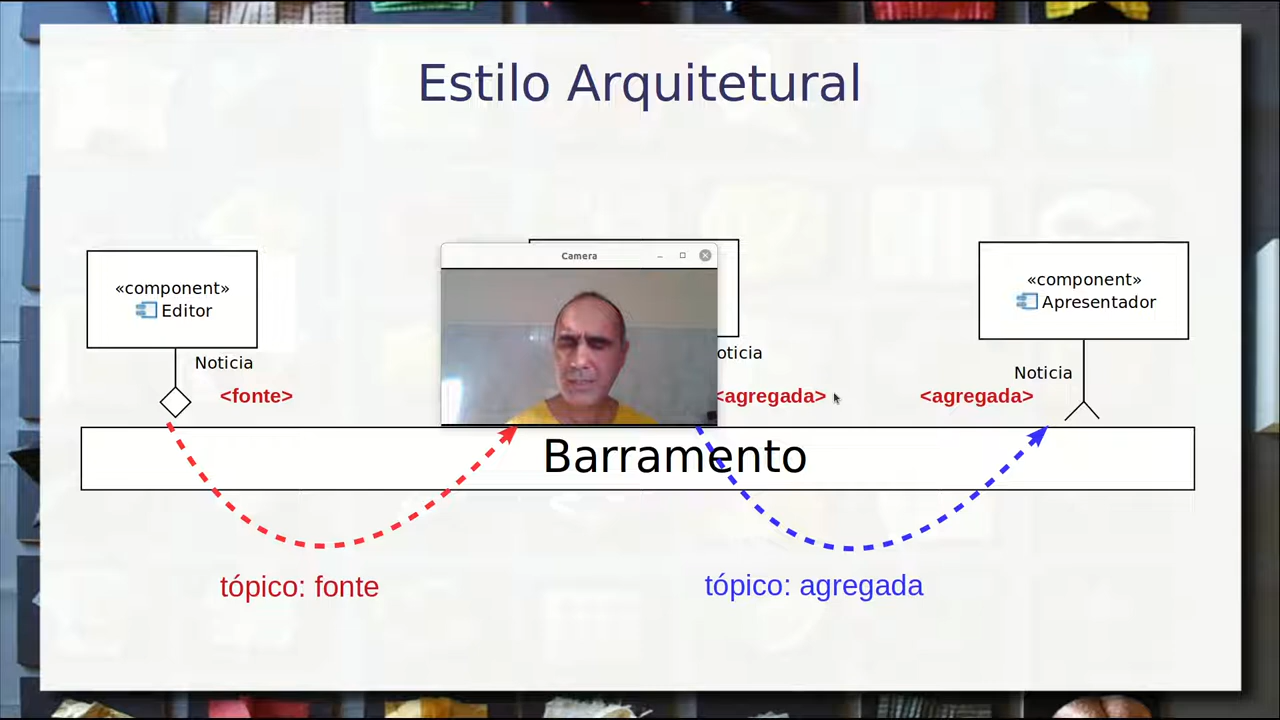 Estilo Arquitetural
Camera
«component»
Editor
«component»
Apresentador
Noticia
oticia
Noticia
<fonte>
<agregada>
<agregada>
Barramento
tópico: fonte
tópico: agregada